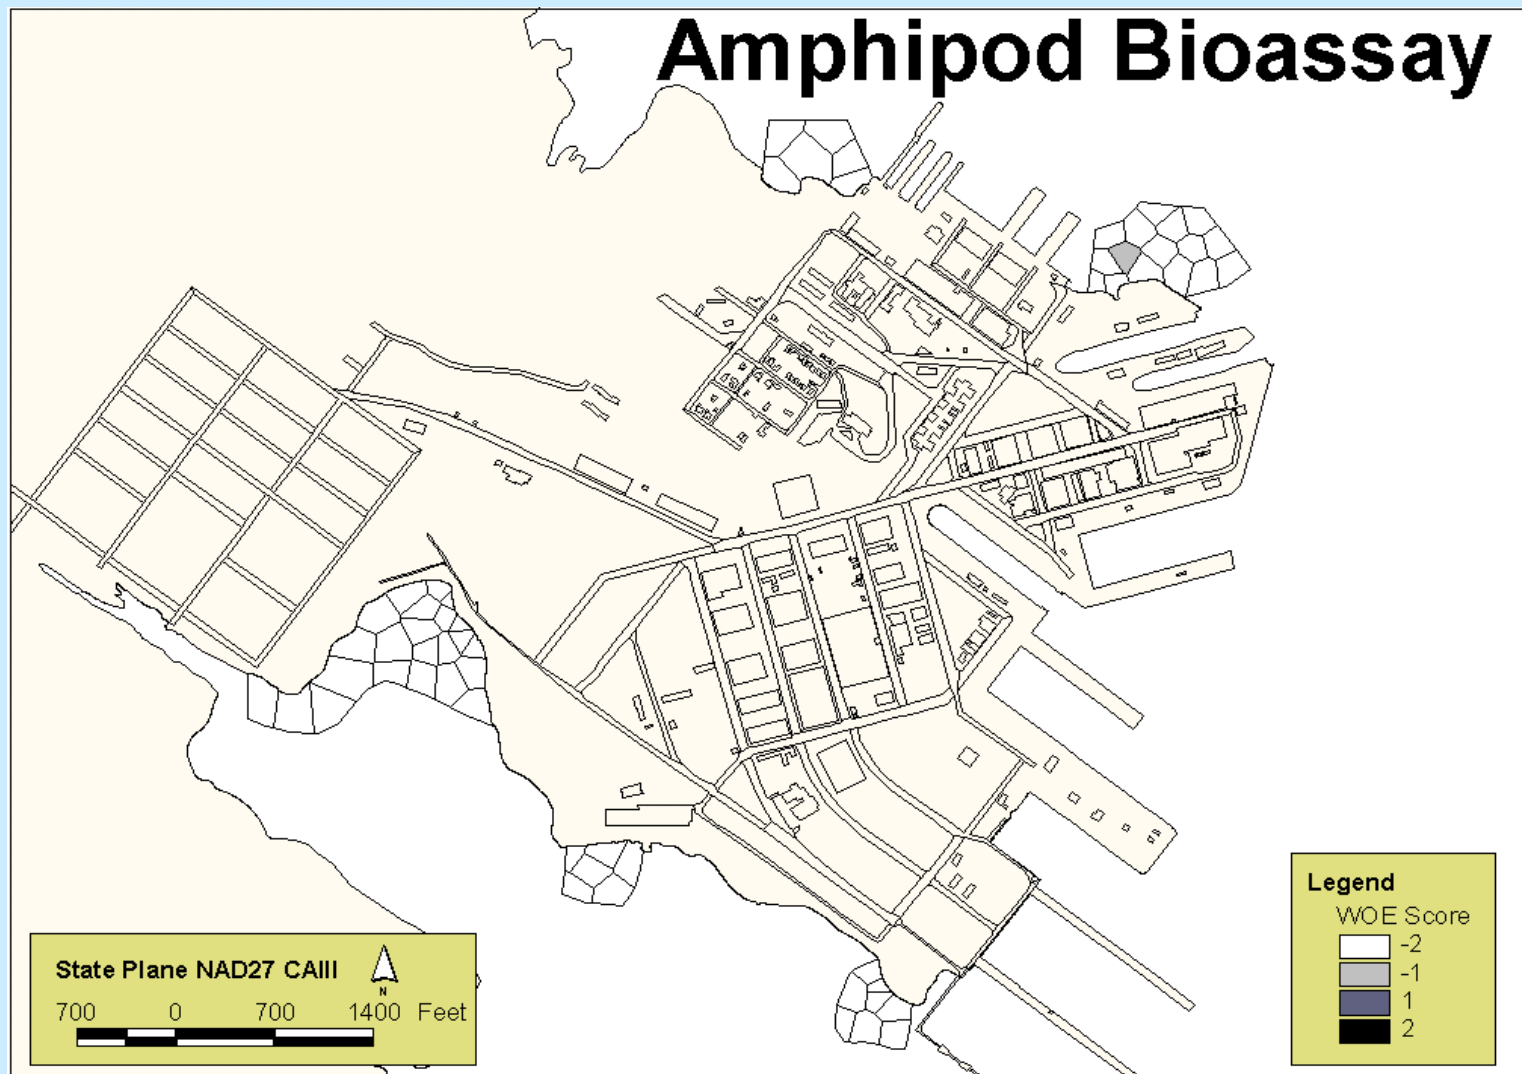 Amphipod Bioassay
Legend
WOE Score
-2
-1
1
2
State Plane NAD27 CAIII
N
700 0 700 1400 Feet